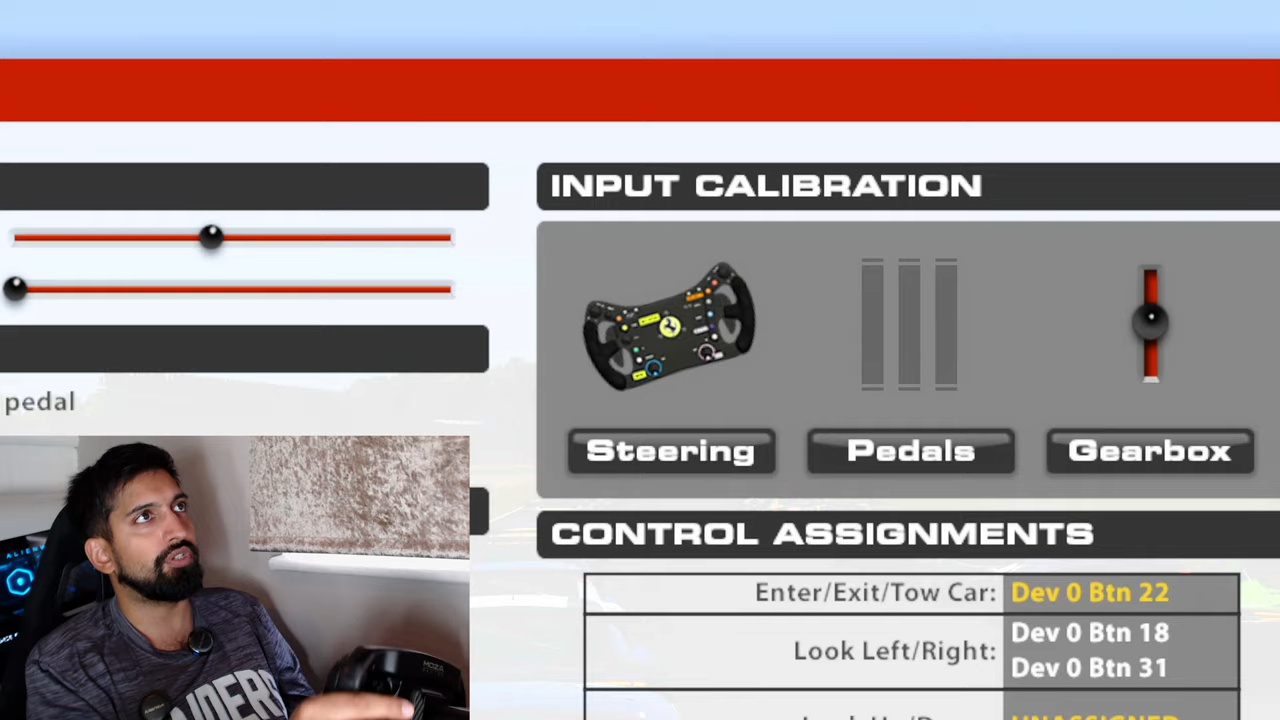 INPUT CALIBRATION
pedal
Steering
Pedals
Gearbox
CONTROL ASSIGNMENTS
Enter/Exit/Tow Car: Dev 0 Btn 22
Look Left/Right: Dev 0 Btn 18
Dev 0 Btn 31
MOZA